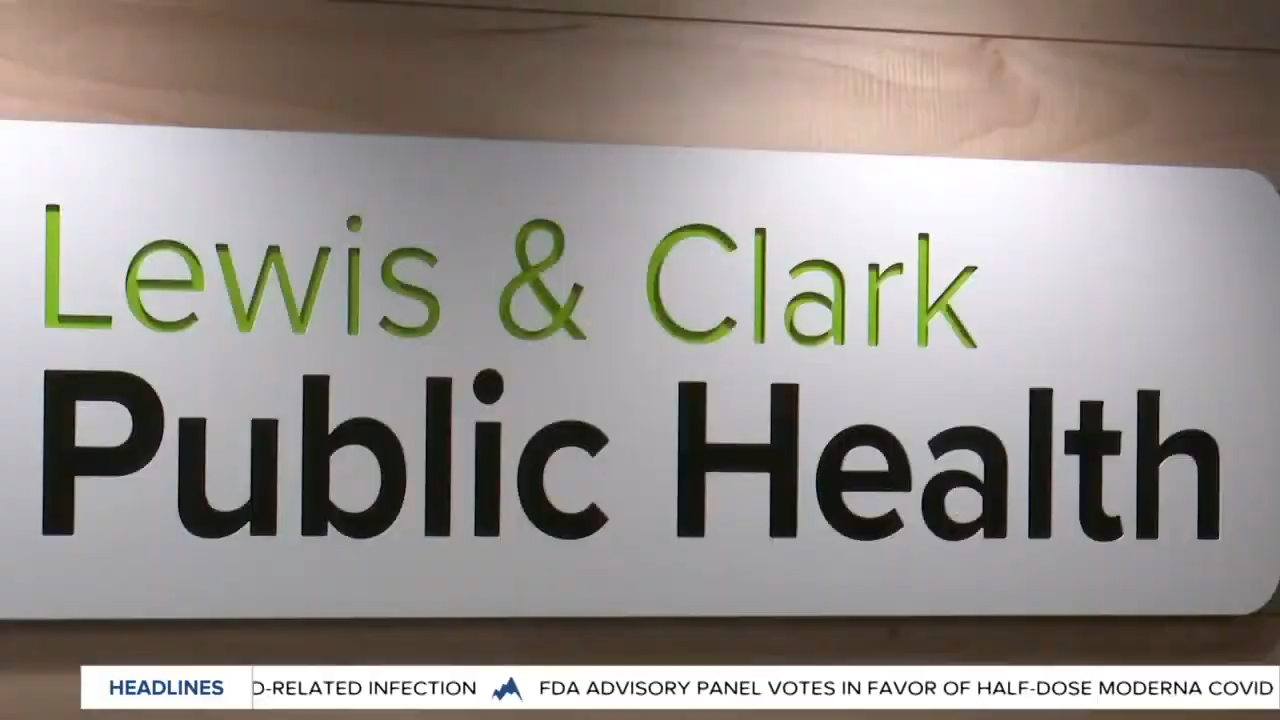 Lewis & Clark
Public Health
HEADLINES
D-RELATED INFECTION FDA ADVISORY PANEL VOTES IN FAVOR OF HALF-DOSE MODERNA COVID